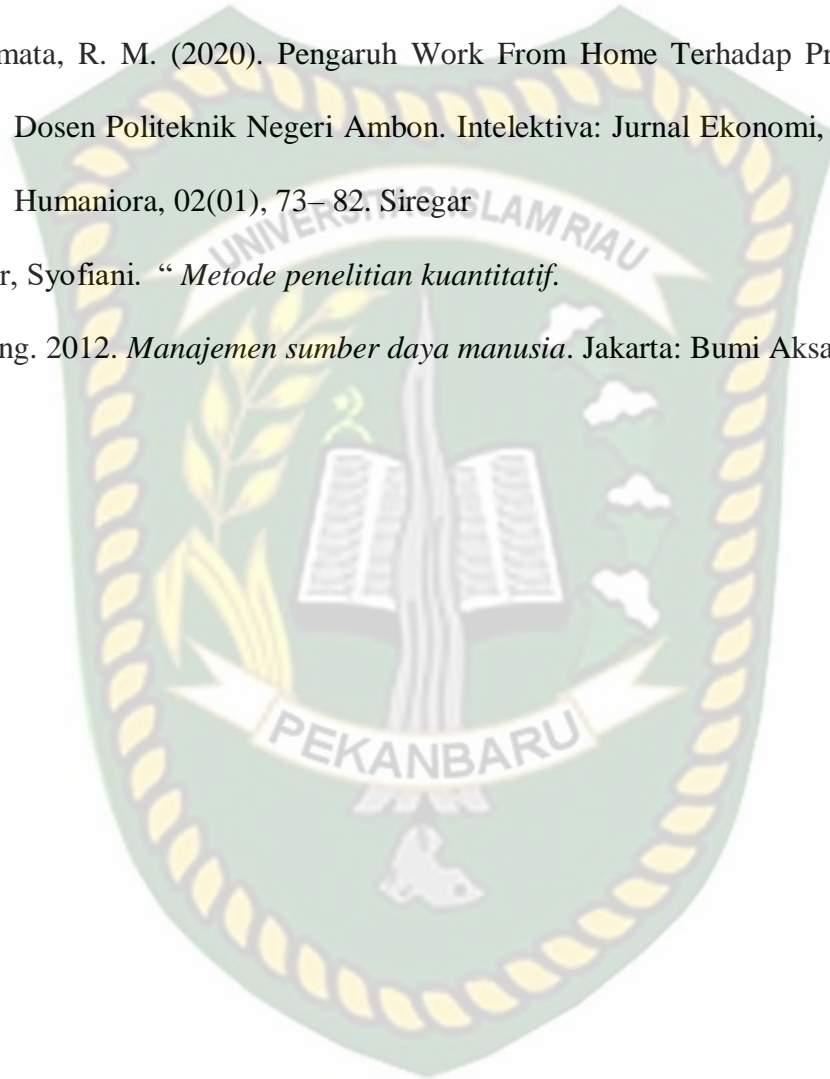 mata, R. M. (2020). Pengaruh Work From Home Terhadap Pr
Dosen Politeknik Negeri Ambon. Intelektiva: Jurnal Ekonomi,
Humaniora, 02(01), 73– 82. Siregar
r, Syofiani. “ Metode penelitian kuantitatif.
ng. 2012. Manajemen sumber daya manusia. Jakarta: Bumi Aksa
UNIVERSITAS ISLAM RIAU
PEKANBARU